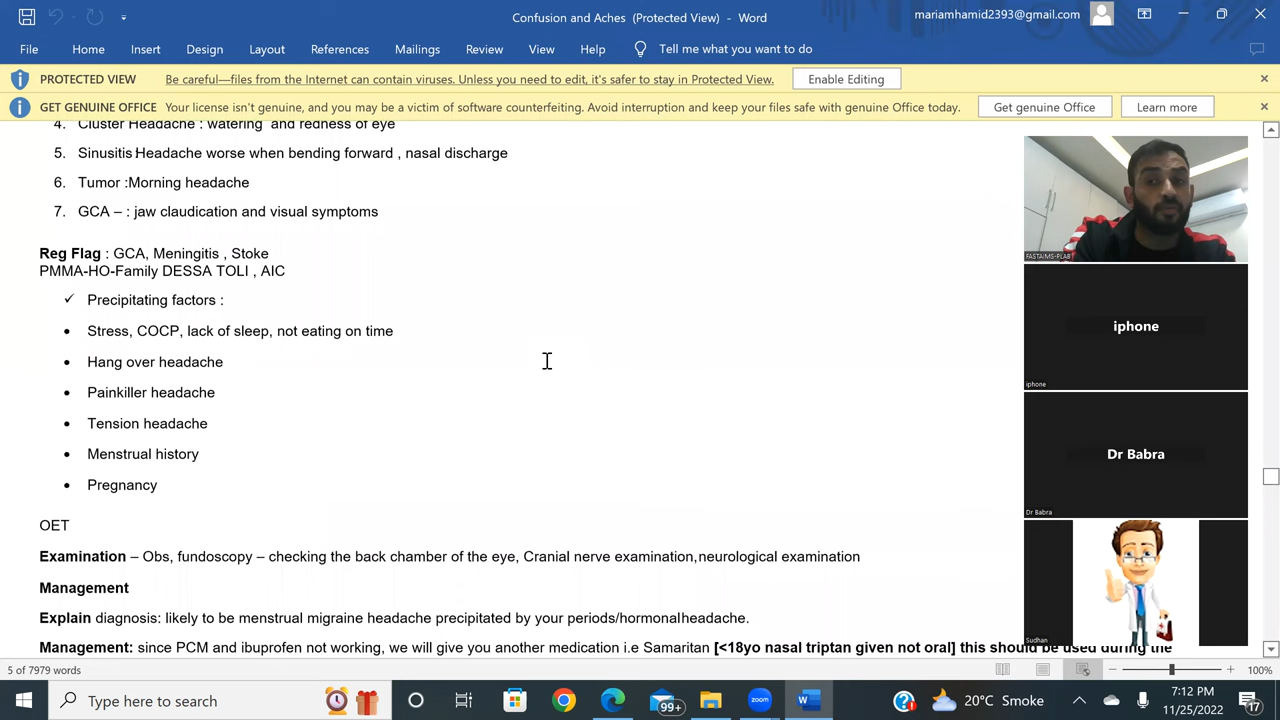 Confusion and Aches (Protected View) - Word
mariamhamid2393@gmail.com
File Home Insert Design Layout References Mailings Review View Help Tell me what you want to do
PROTECTED VIEW Be careful—files from the Internet can contain viruses. Unless you need to edit, it's safer to stay in Protected View. Enable Editing
GET GENUINE OFFICE Your license isn't genuine, and you may be a victim of software counterfeiting. Avoid interruption and keep your files safe with genuine Office today. Get genuine Office Learn more
4. Cluster Headache : watering and redness of eye
5. Sinusitis:Headache worse when bending forward , nasal discharge
6. Tumor :Morning headache
7. GCA – : jaw claudication and visual symptoms
Reg Flag : GCA, Meningitis , Stoke
PMMA-HO-Family DESSA TOLI , AIC
✓ Precipitating factors :
• Stress, COCP, lack of sleep, not eating on time
• Hang over headache
• Painkiller headache
• Tension headache
• Menstrual history
• Pregnancy
OET
Examination – Obs, fundoscopy – checking the back chamber of the eye, Cranial nerve examination,neurological examination
Management
Explain diagnosis: likely to be menstrual migraine headache precipitated by your periods/hormonal headache.
Management: since PCM and ibuprofen not working, we will give you another medication i.e Samaritan [<18yo nasal triptan given not oral] this should be used during the
FASTAIMS-PLAB
iphone
iphone
Dr Babra
Dr Babra
Sudhan
5 of 7979 words
100%
Type here to search
99+
zoom
20°C Smoke
7:12 PM
11/25/2022
17